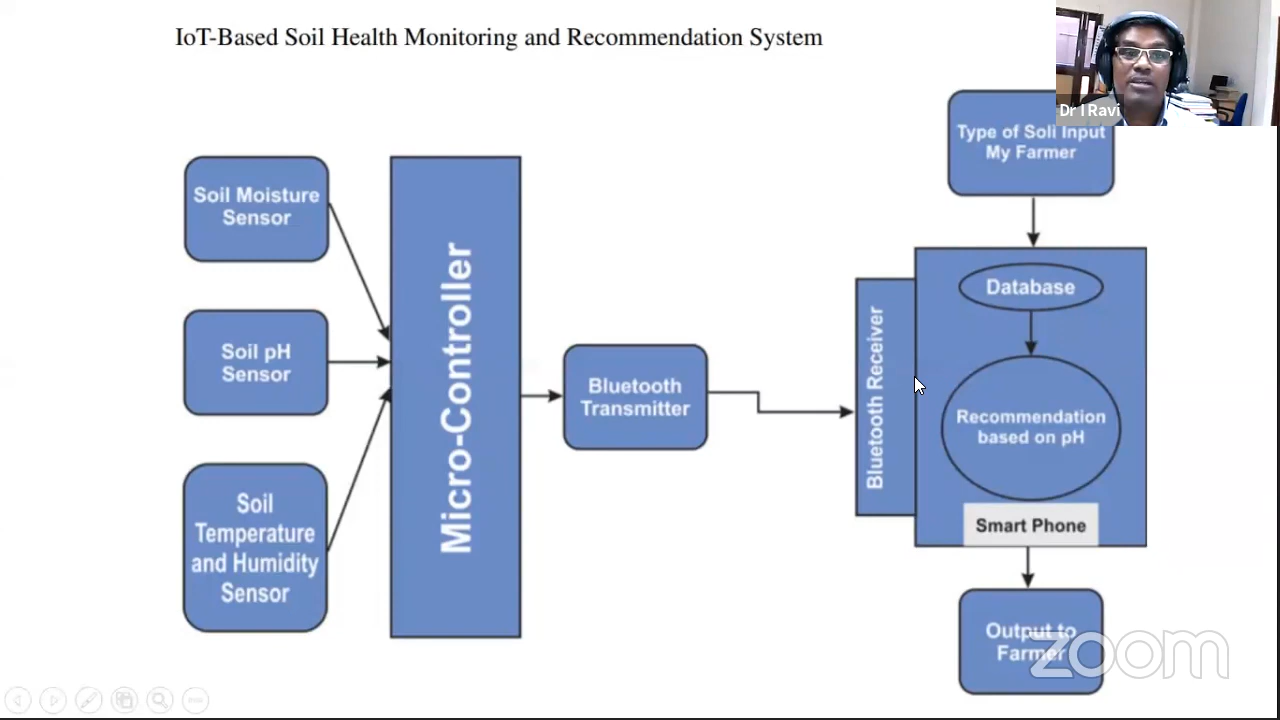 IoT-Based Soil Health Monitoring and Recommendation System
Dr I Ravi
Type of Soli Input
My Farmer
Soil Moisture
Sensor
Soil pH
Sensor
Soil
Temperature
and Humidity
Sensor
Micro-Controller
Bluetooth
Transmitter
Bluetooth Receiver
Database
Recommendation
based on pH
Smart Phone
Output to
Farmer
zoom